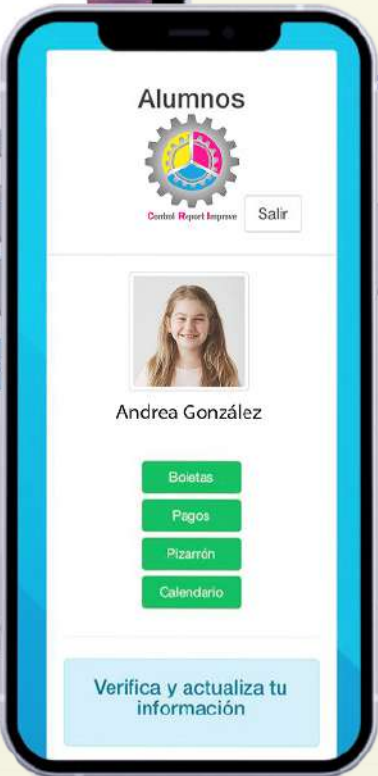 Alumnos
Control Report Improve
Salir
Andrea González
Boletas
Pagos
Pizarrón
Calendario
Verifica y actualiza tu
información